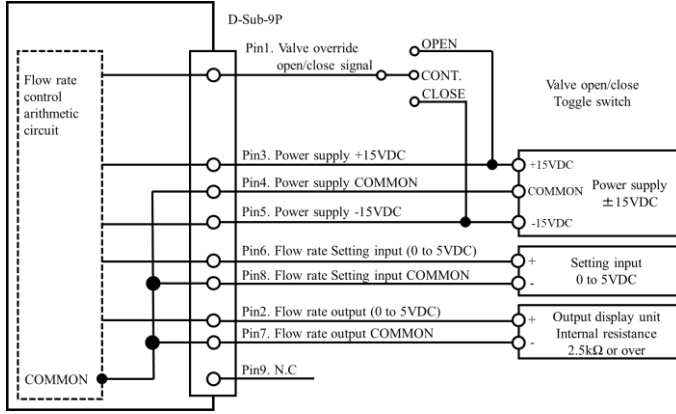 D-Sub-9P
Pin1. Valve override
open/close signal
OPEN
CONT.
CLOSE
Valve open/close
Toggle switch
Flow rate
control
arithmetic
circuit
Pin3. Power supply +15VDC
+15VDC
Pin4. Power supply COMMON
COMMON
Power supply
±15VDC
Pin5. Power supply -15VDC
-15VDC
Pin6. Flow rate Setting input (0 to 5VDC)
+
Setting input
0 to 5VDC
Pin8. Flow rate Setting input COMMON
-
Pin2. Flow rate output (0 to 5VDC)
+
Output display unit
Internal resistance
2.5kΩ or over
Pin7. Flow rate output COMMON
-
COMMON
Pin9. N.C